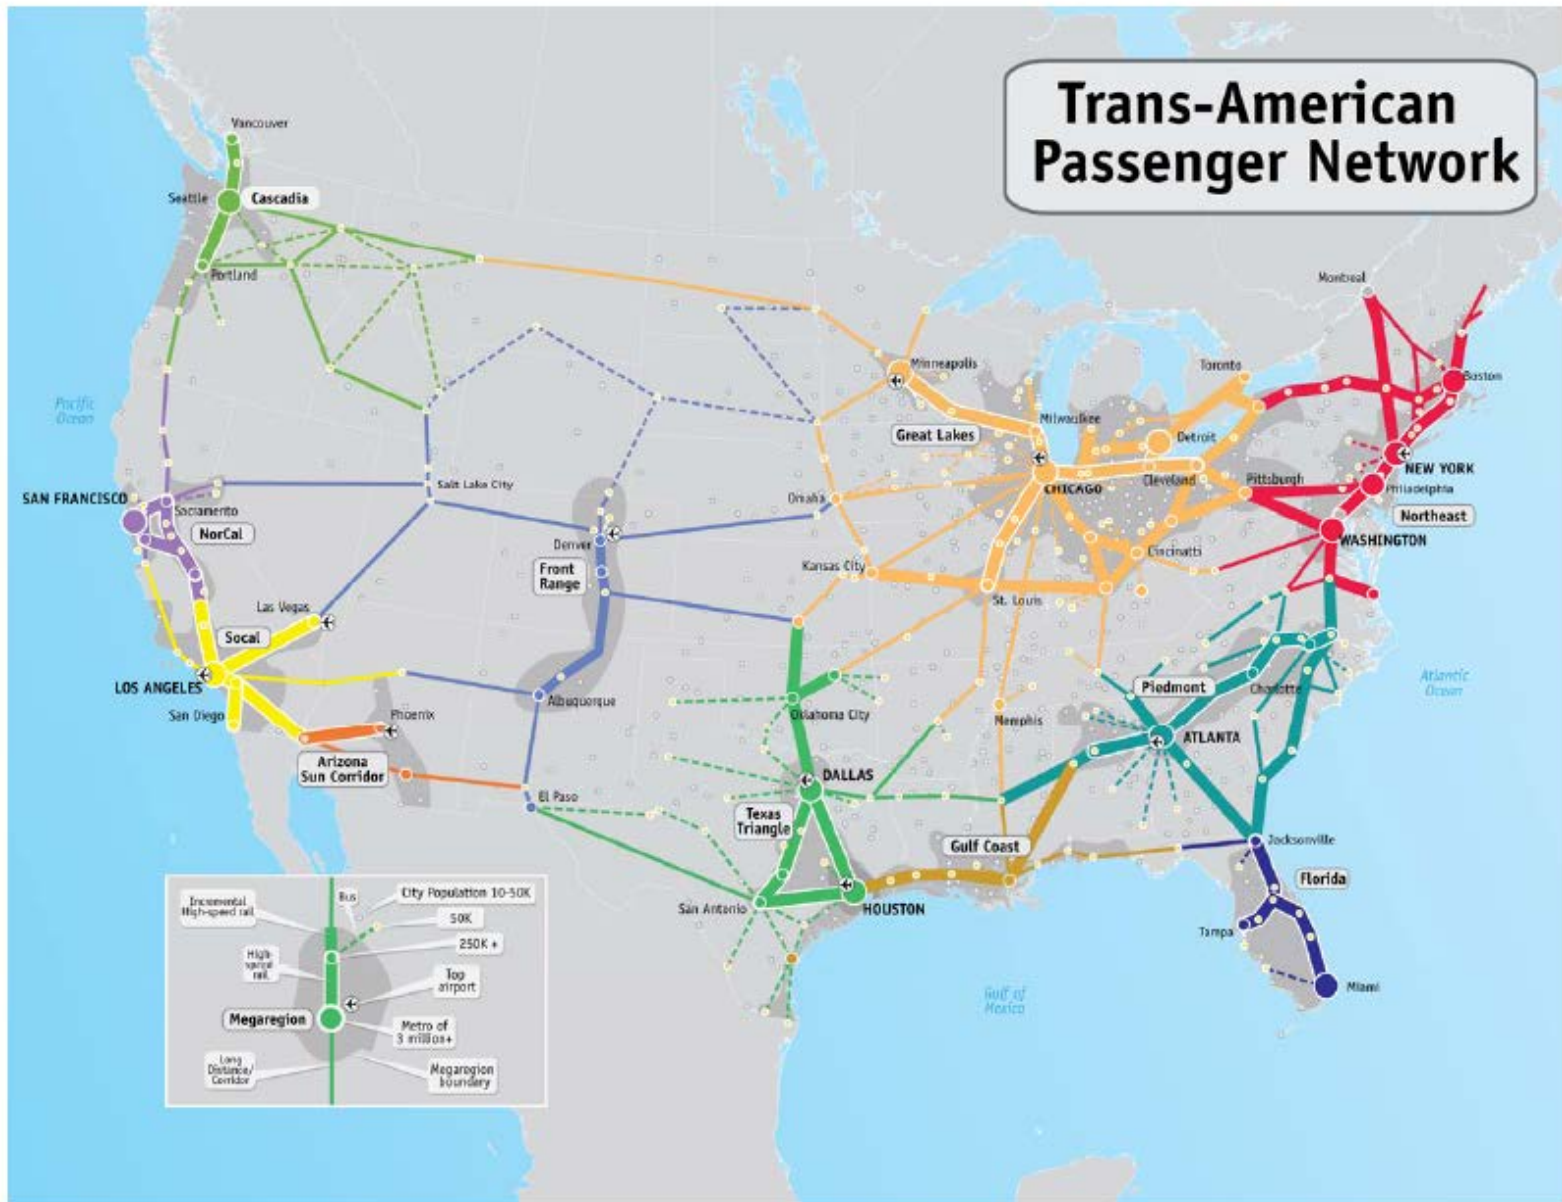 Trans-American
Passenger Network
Vancouver
Seattle
Cascadia
Portland
Montreal
Minneapolis
Toronto
Boston
Pacific
Ocean
Milwaulkee
Great Lakes
Detroit
NEW YORK
CHICAGO
Cleveland
Pittsburgh
Philadelphia
SAN FRANCISCO
Salt Lake City
Omaha
Sacramento
Northeast
NorCal
WASHINGTON
Denver
Cincinatti
Front
Range
Kansas City
St. Louis
Las Vegas
Socal
LOS ANGELES
Piedmont
Charlotte
Atlantic
Ocean
San Diego
Phoenix
Albuquerque
Oklahoma City
Memphis
ATLANTA
Arizona
Sun Corridor
DALLAS
El Paso
Texas
Triangle
Gulf Coast
Jacksonville
Florida
San Antonio
HOUSTON
Tampa
Miami
Gulf of
Mexico
Incremental
High-speed rail
Bus
City Population 10-50K
50K
250K +
High-
speed
rail
Top
airport
Megaregion
Metro of
3 million+
Long
Distance/
Corridor
Megaregion
boundary